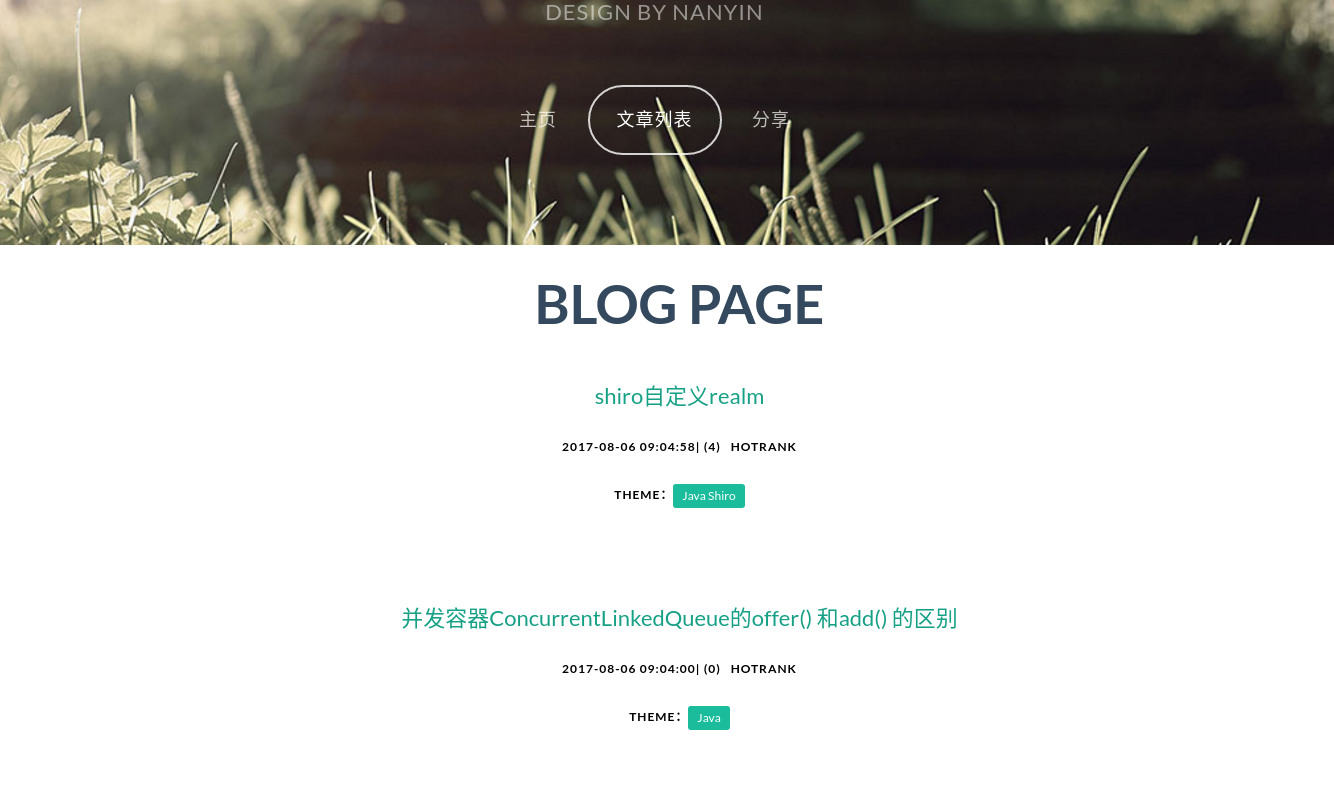 DESIGN BY NANYIN
主页 文章列表 分享
BLOG PAGE
shiro自定义realm
2017-08-06 09:04:58| (4) HOTRANK
THEME： Java Shiro
并发容器ConcurrentLinkedQueue的offer() 和add() 的区别
2017-08-06 09:04:00| (0) HOTRANK
THEME： Java